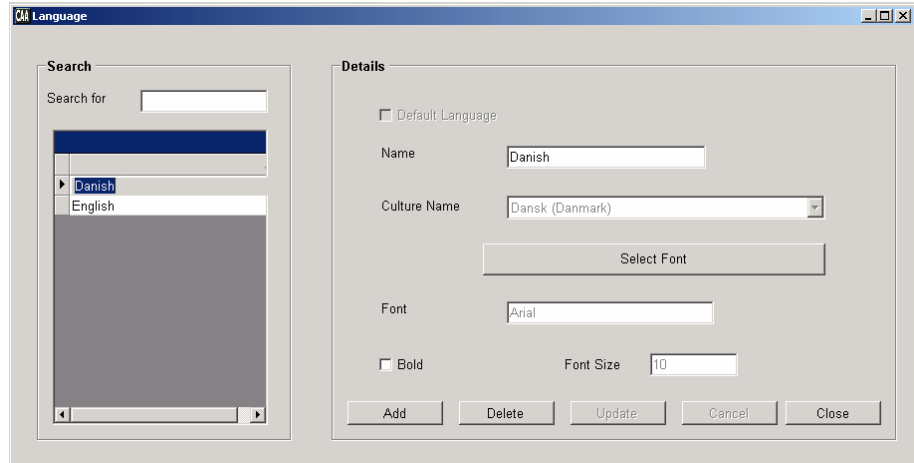 CAA Language
Search
Search for
Danish
English
Details
Default Language
Name
Danish
Culture Name
Dansk (Danmark)
Select Font
Font
Arial
Bold
Font Size
10
Add
Delete
Update
Cancel
Close